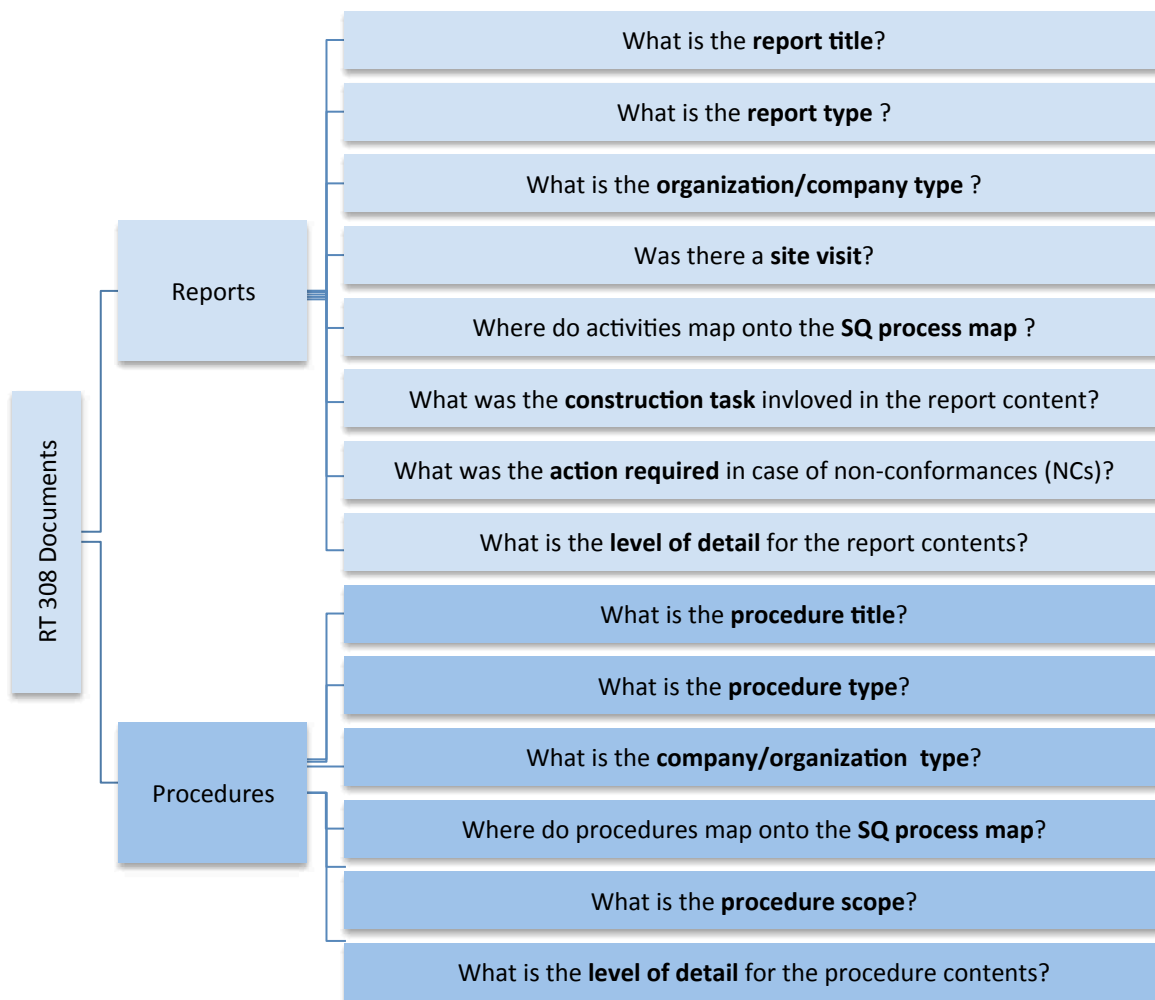 RT 308 Documents
Reports
What is the report title?
What is the report type ?
What is the organization/company type ?
Was there a site visit?
Where do activities map onto the SQ process map ?
What was the construction task invloved in the report content?
What was the action required in case of non-conformances (NCs)?
What is the level of detail for the report contents?
Procedures
What is the procedure title?
What is the procedure type?
What is the company/organization  type?
Where do procedures map onto the SQ process map?
What is the procedure scope?
What is the level of detail for the procedure contents?